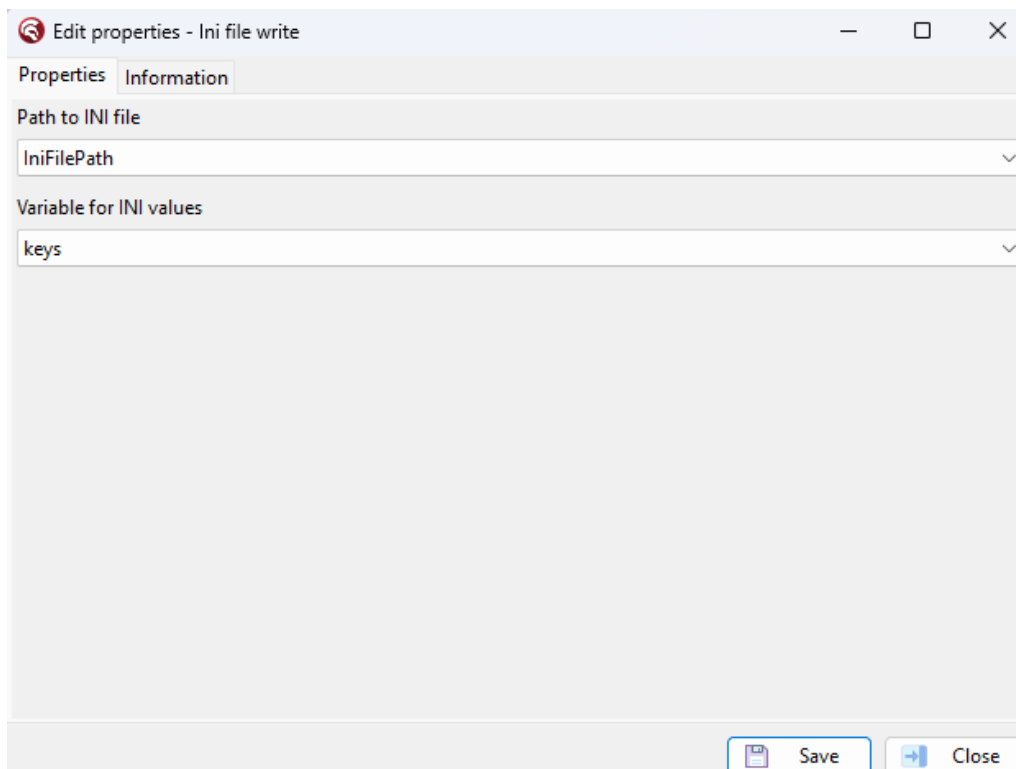 Edit properties - Ini file write
Properties Information
Path to INI file
IniFilePath
Variable for INI values
keys
Save Close